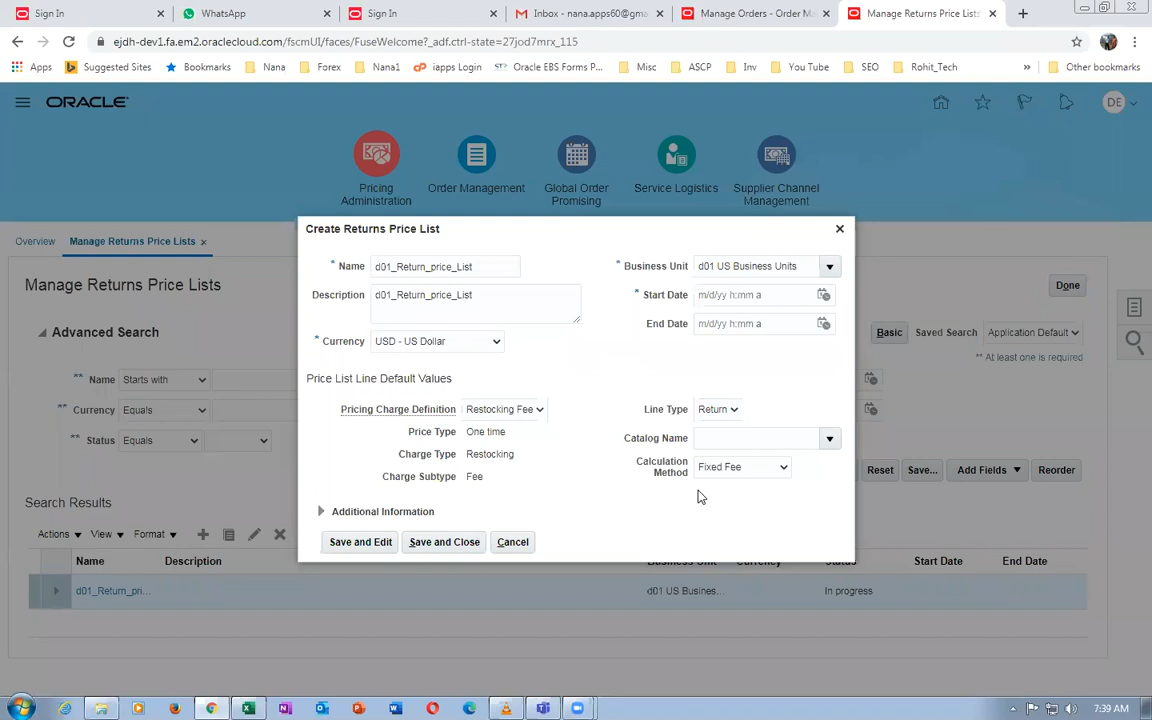 Sign In
WhatsApp
Sign In
Inbox - nana.apps60@gma
Manage Orders - Order Ma
Manage Returns Price Lists
ejdh-dev1.fa.em2.oraclecloud.com/fscmUI/faces/FuseWelcome?_adf.ctrl-state=27jod7mrx_115
Apps
Suggested Sites
Bookmarks
Nana
Forex
Nana1
iapps Login
Oracle EBS Forms P...
Misc
ASCP
Inv
You Tube
SEO
Rohit_Tech
»
Other bookmarks
ORACLE
DE
Pricing
Administration
Order Management
Global Order
Promising
Service Logistics
Supplier Channel
Management
Overview
Manage Returns Price Lists
Manage Returns Price Lists
Done
Advanced Search
Basic
Saved Search
Application Default
** At least one is required
** Name
Starts with
** Currency
Equals
** Status
Equals
Reset
Save...
Add Fields
Reorder
Search Results
Actions
View
Format
Name
Description
Start Date
End Date
d01_Return_pri...
d01 US Busines...
In progress
Create Returns Price List
* Name
d01_Return_price_List
Description
d01_Return_price_List
* Currency
USD - US Dollar
* Business Unit
d01 US Business Units
* Start Date
m/d/yy h:mm a
End Date
m/d/yy h:mm a
Price List Line Default Values
Pricing Charge Definition
Restocking Fee
Price Type
One time
Charge Type
Restocking
Charge Subtype
Fee
Line Type
Return
Catalog Name
Calculation
Method
Fixed Fee
Additional Information
Save and Edit
Save and Close
Cancel
7:39 AM